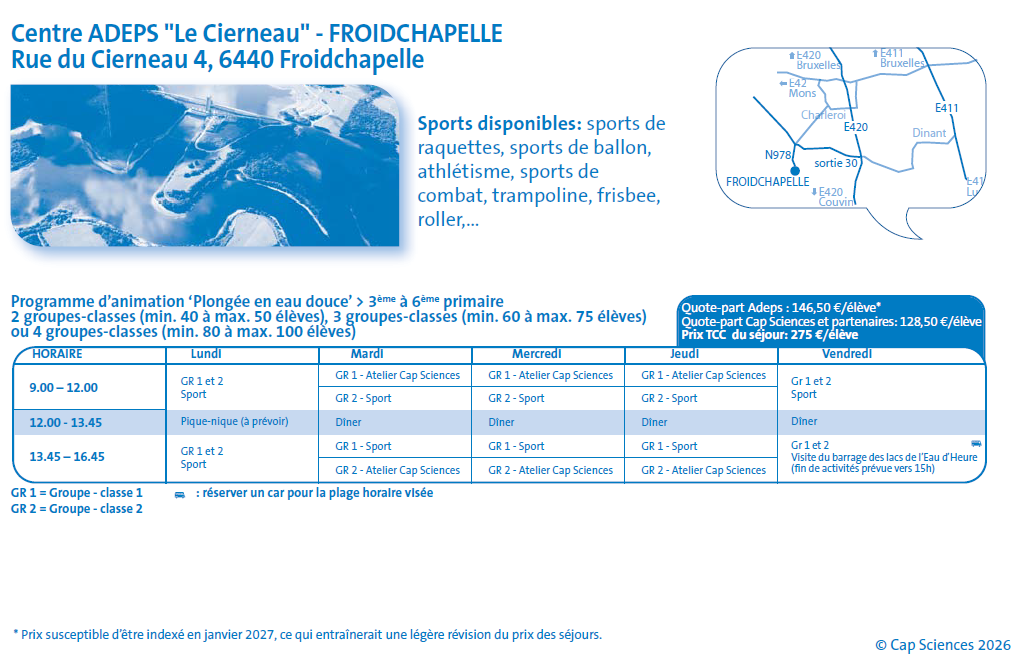 Centre ADEPS "Le Cierneau" - FROIDCHAPELLE
Rue du Cierneau 4, 6440 Froidchapelle
Sports disponibles: sports de
raquettes, sports de ballon,
athlétisme, sports de
combat, trampoline, frisbee,
roller,...
E420
Bruxelles
E411
Bruxelles
E42
Mons
Charleroi
E420
E411
Dinant
N978
sortie 30
FROIDCHAPELLE
E420
Couvin
E41
Lu
Programme d'animation ‘Plongée en eau douce’ > 3ème à 6ème primaire
2 groupes-classes (min. 40 à max. 50 élèves), 3 groupes-classes (min. 60 à max. 75 élèves)
ou 4 groupes-classes (min. 80 à max. 100 élèves)
Quote-part Adeps : 146,50 €/élève*
Quote-part Cap Sciences et partenaires: 128,50 €/élève
Prix TCC du séjour: 275 €/élève
HORAIRE Lundi Mardi Mercredi Jeudi Vendredi
9.00 – 12.00
GR 1 et 2
Sport
GR 1 - Atelier Cap Sciences GR 1 - Atelier Cap Sciences GR 1 - Atelier Cap Sciences
GR 2 - Sport GR 2 - Sport GR 2 - Sport
Gr 1 et 2
Sport
12.00 - 13.45 Pique-nique (à prévoir) Dîner Dîner Dîner Dîner
13.45 – 16.45
GR 1 et 2
Sport
GR 1 - Sport GR 1 - Sport GR 1 - Sport
GR 2 - Atelier Cap Sciences GR 2 - Atelier Cap Sciences GR 2 - Atelier Cap Sciences
Gr 1 et 2
Visite du barrage des lacs de l'Eau d'Heure
(fin de activités prévue vers 15h)
GR 1 = Groupe - classe 1 : réserver un car pour la plage horaire visée
GR 2 = Groupe - classe 2
* Prix susceptible d'être indexé en janvier 2027, ce qui entraînerait une légère révision du prix des séjours.
© Cap Sciences 2026